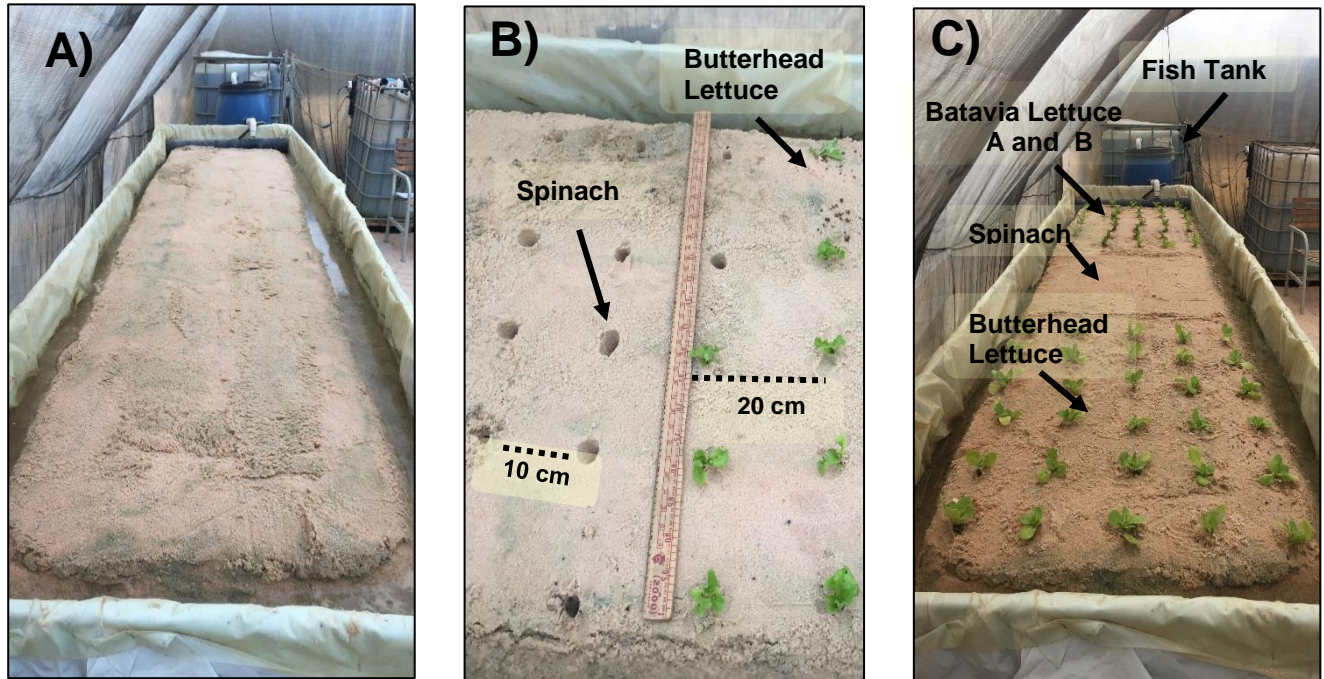 A)
B)
Butterhead
Lettuce
Spinach
20 cm
10 cm
C)
Fish Tank
Batavia Lettuce
A and B
Spinach
Butterhead
Lettuce